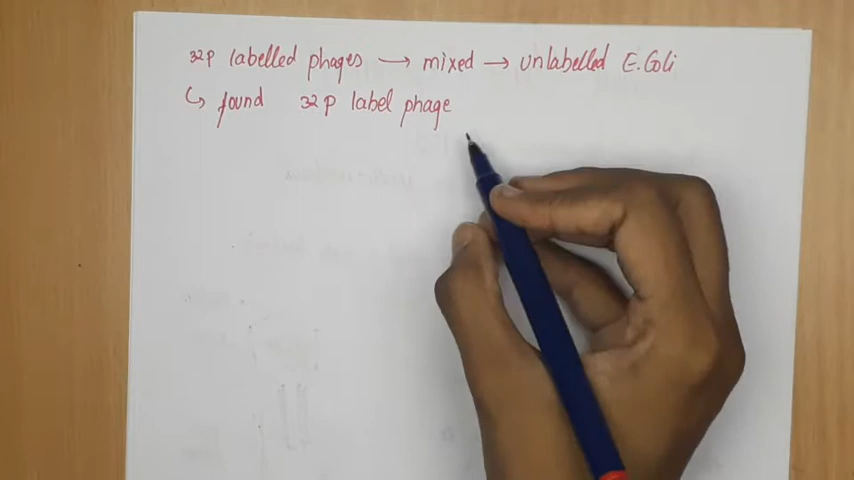 32P labelled phages → mixed → unlabelled E.Coli
↳ found 32P label phage